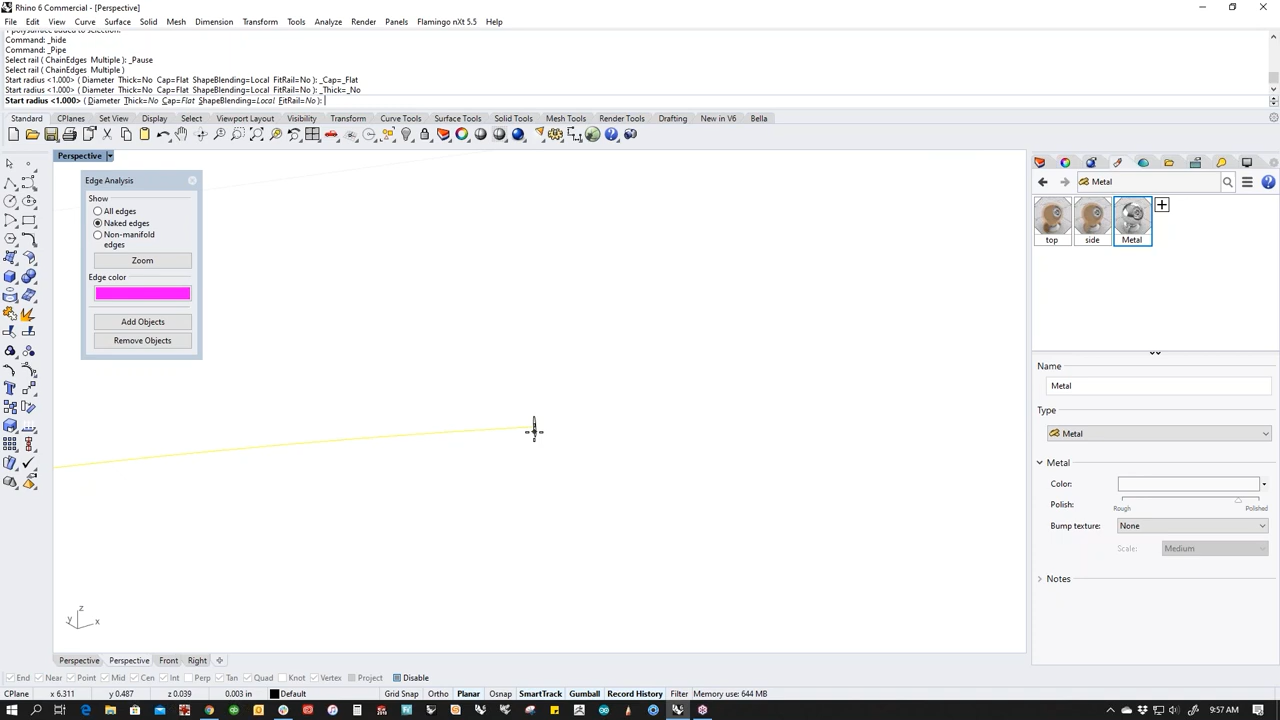 Rhino 6 Commercial - [Perspective]
File Edit View Curve Surface Solid Mesh Dimension Transform Tools Analyze Render Panels Flamingo nXt 5.5 Help
1 polysurface added to selection.
Command: _hide
Command: _Pipe
Select rail ( ChainEdges Multiple ): _Pause
Select rail ( ChainEdges Multiple )
Start radius <1.000> ( Diameter Thick=No Cap=Flat ShapeBlending=Local FitRail=No ): _Cap=_Flat
Start radius <1.000> ( Diameter Thick=No Cap=Flat ShapeBlending=Local FitRail=No ): _Thick=_No
Start radius <1.000> ( Diameter Thick=No Cap=Flat ShapeBlending=Local FitRail=No ):
Standard CPlanes Set View Display Select Viewport Layout Visibility Transform Curve Tools Surface Tools Solid Tools Mesh Tools Render Tools Drafting New in V6 Bella
Perspective
Edge Analysis
Show
All edges
Naked edges
Non-manifold
edges
Zoom
Edge color
Add Objects
Remove Objects
Metal
top side Metal
Name
Metal
Type
Metal
Metal
Color:
Polish:
Rough Polished
Bump texture: None
Scale: Medium
Notes
z
y x
Perspective Perspective Front Right
End Near Point Mid Cen Int Perp Tan Quad Knot Vertex Project Disable
CPlane x 6.311 y 0.487 z 0.039 0.003 in Default Grid Snap Ortho Planar Osnap SmartTrack Gumball Record History Filter Memory use: 644 MB
9:57 AM